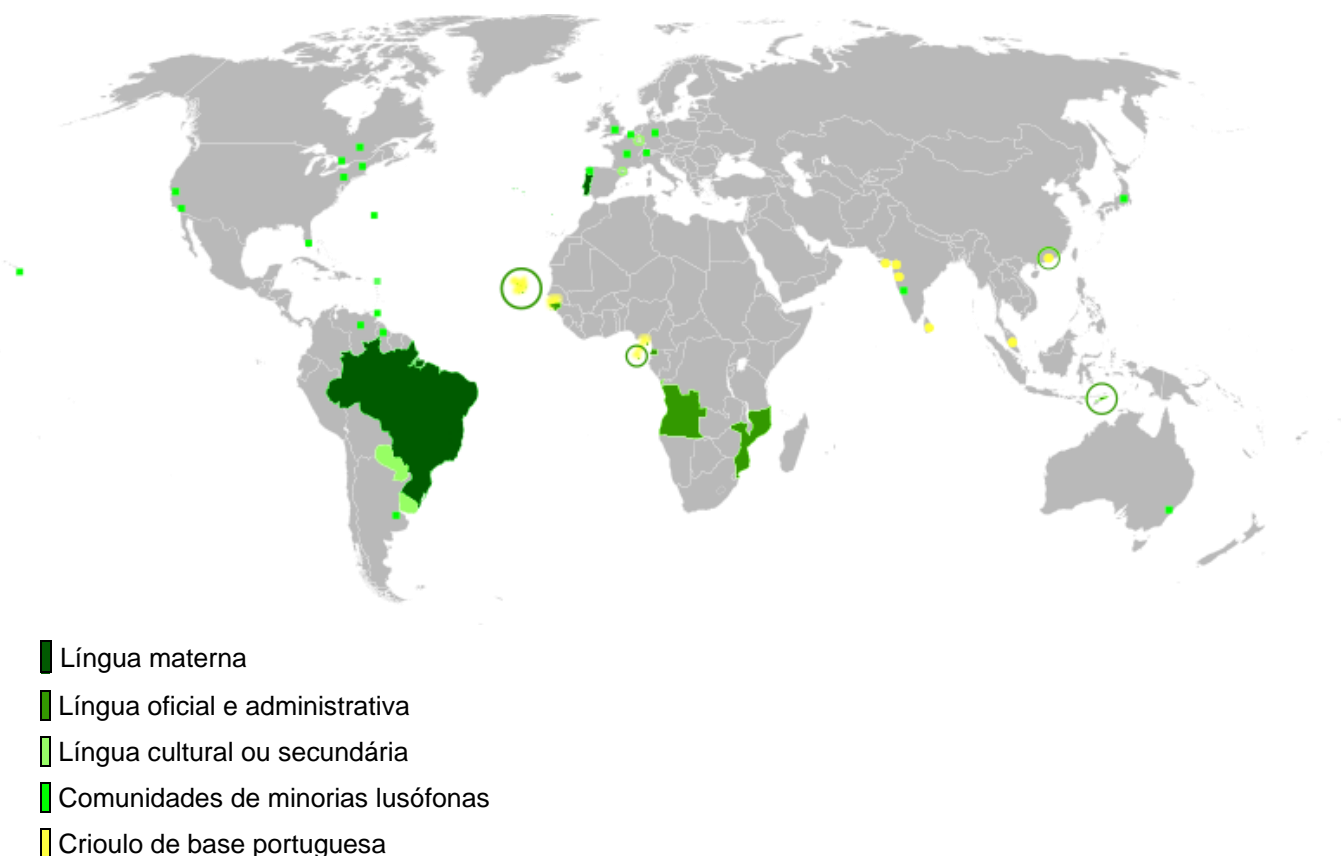 Língua materna
Língua oficial e administrativa
Língua cultural ou secundária
Comunidades de minorias lusófonas
Crioulo de base portuguesa